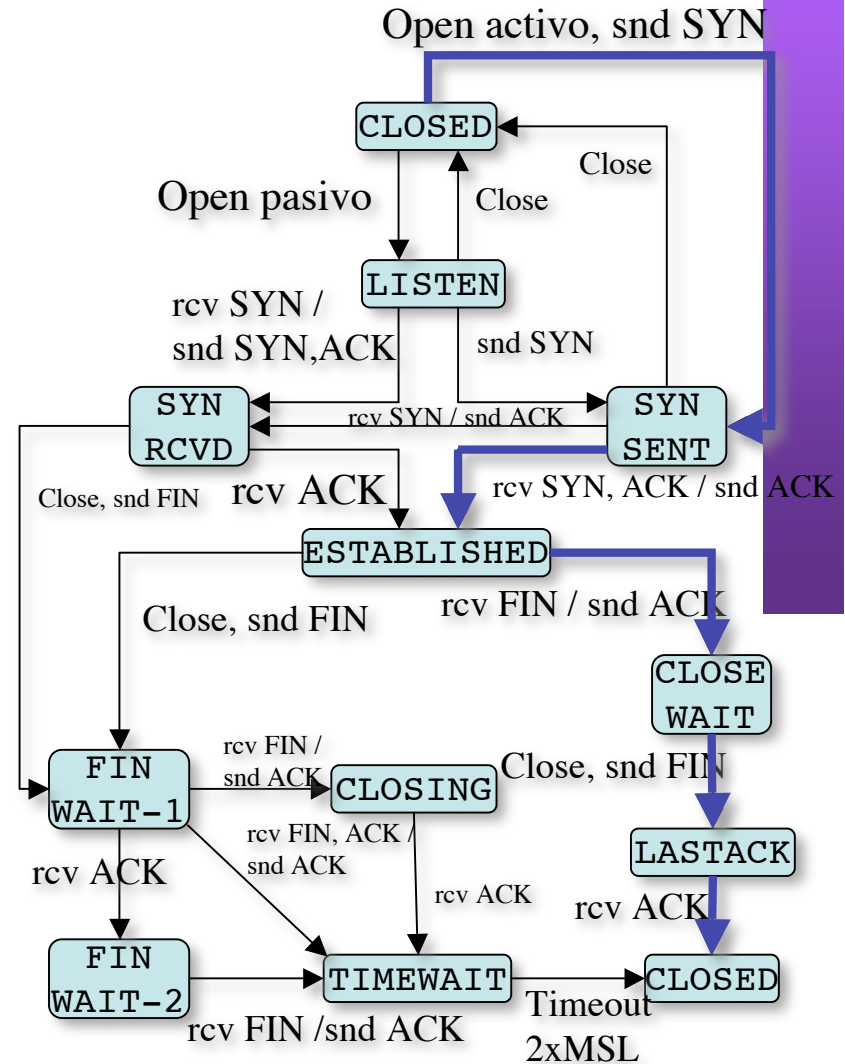 Open activo, snd SYN
CLOSED
Close
Open pasivo
Close
LISTEN
rcv SYN /
snd SYN,ACK
snd SYN
SYN
RCVD
rcv SYN / snd ACK
SYN
SENT
Close, snd FIN
rcv ACK
rcv SYN, ACK / snd ACK
ESTABLISHED
Close, snd FIN
rcv FIN / snd ACK
CLOSE
WAIT
FIN
WAIT-1
rcv FIN /
snd ACK
CLOSING
Close, snd FIN
rcv FIN, ACK /
snd ACK
LASTACK
rcv ACK
rcv ACK
rcv ACK
FIN
WAIT-2
TIMEWAIT
CLOSED
rcv FIN /snd ACK
Timeout
2xMSL